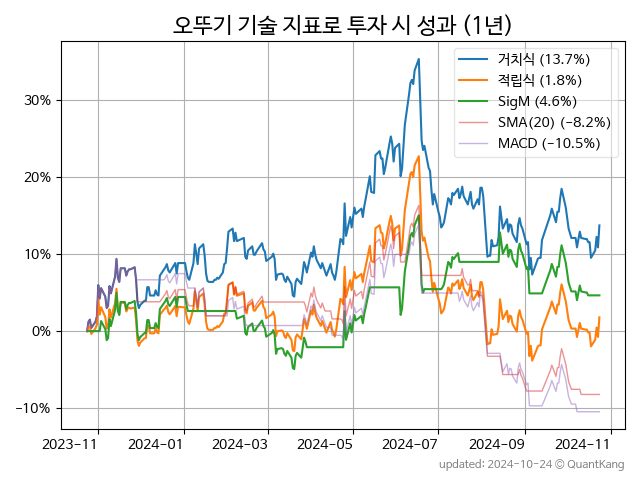 오뚜기 기술 지표로 투자 시 성과 (1년)
거치식 (13.7%)
적립식 (1.8%)
SigM (4.6%)
SMA(20) (−8.2%)
MACD (−10.5%)
30%
20%
10%
0%
−10%
2023−11
2024−01
2024−03
2024−05
2024−07
2024−09
2024−11
updated: 2024-10-24 © QuantKang